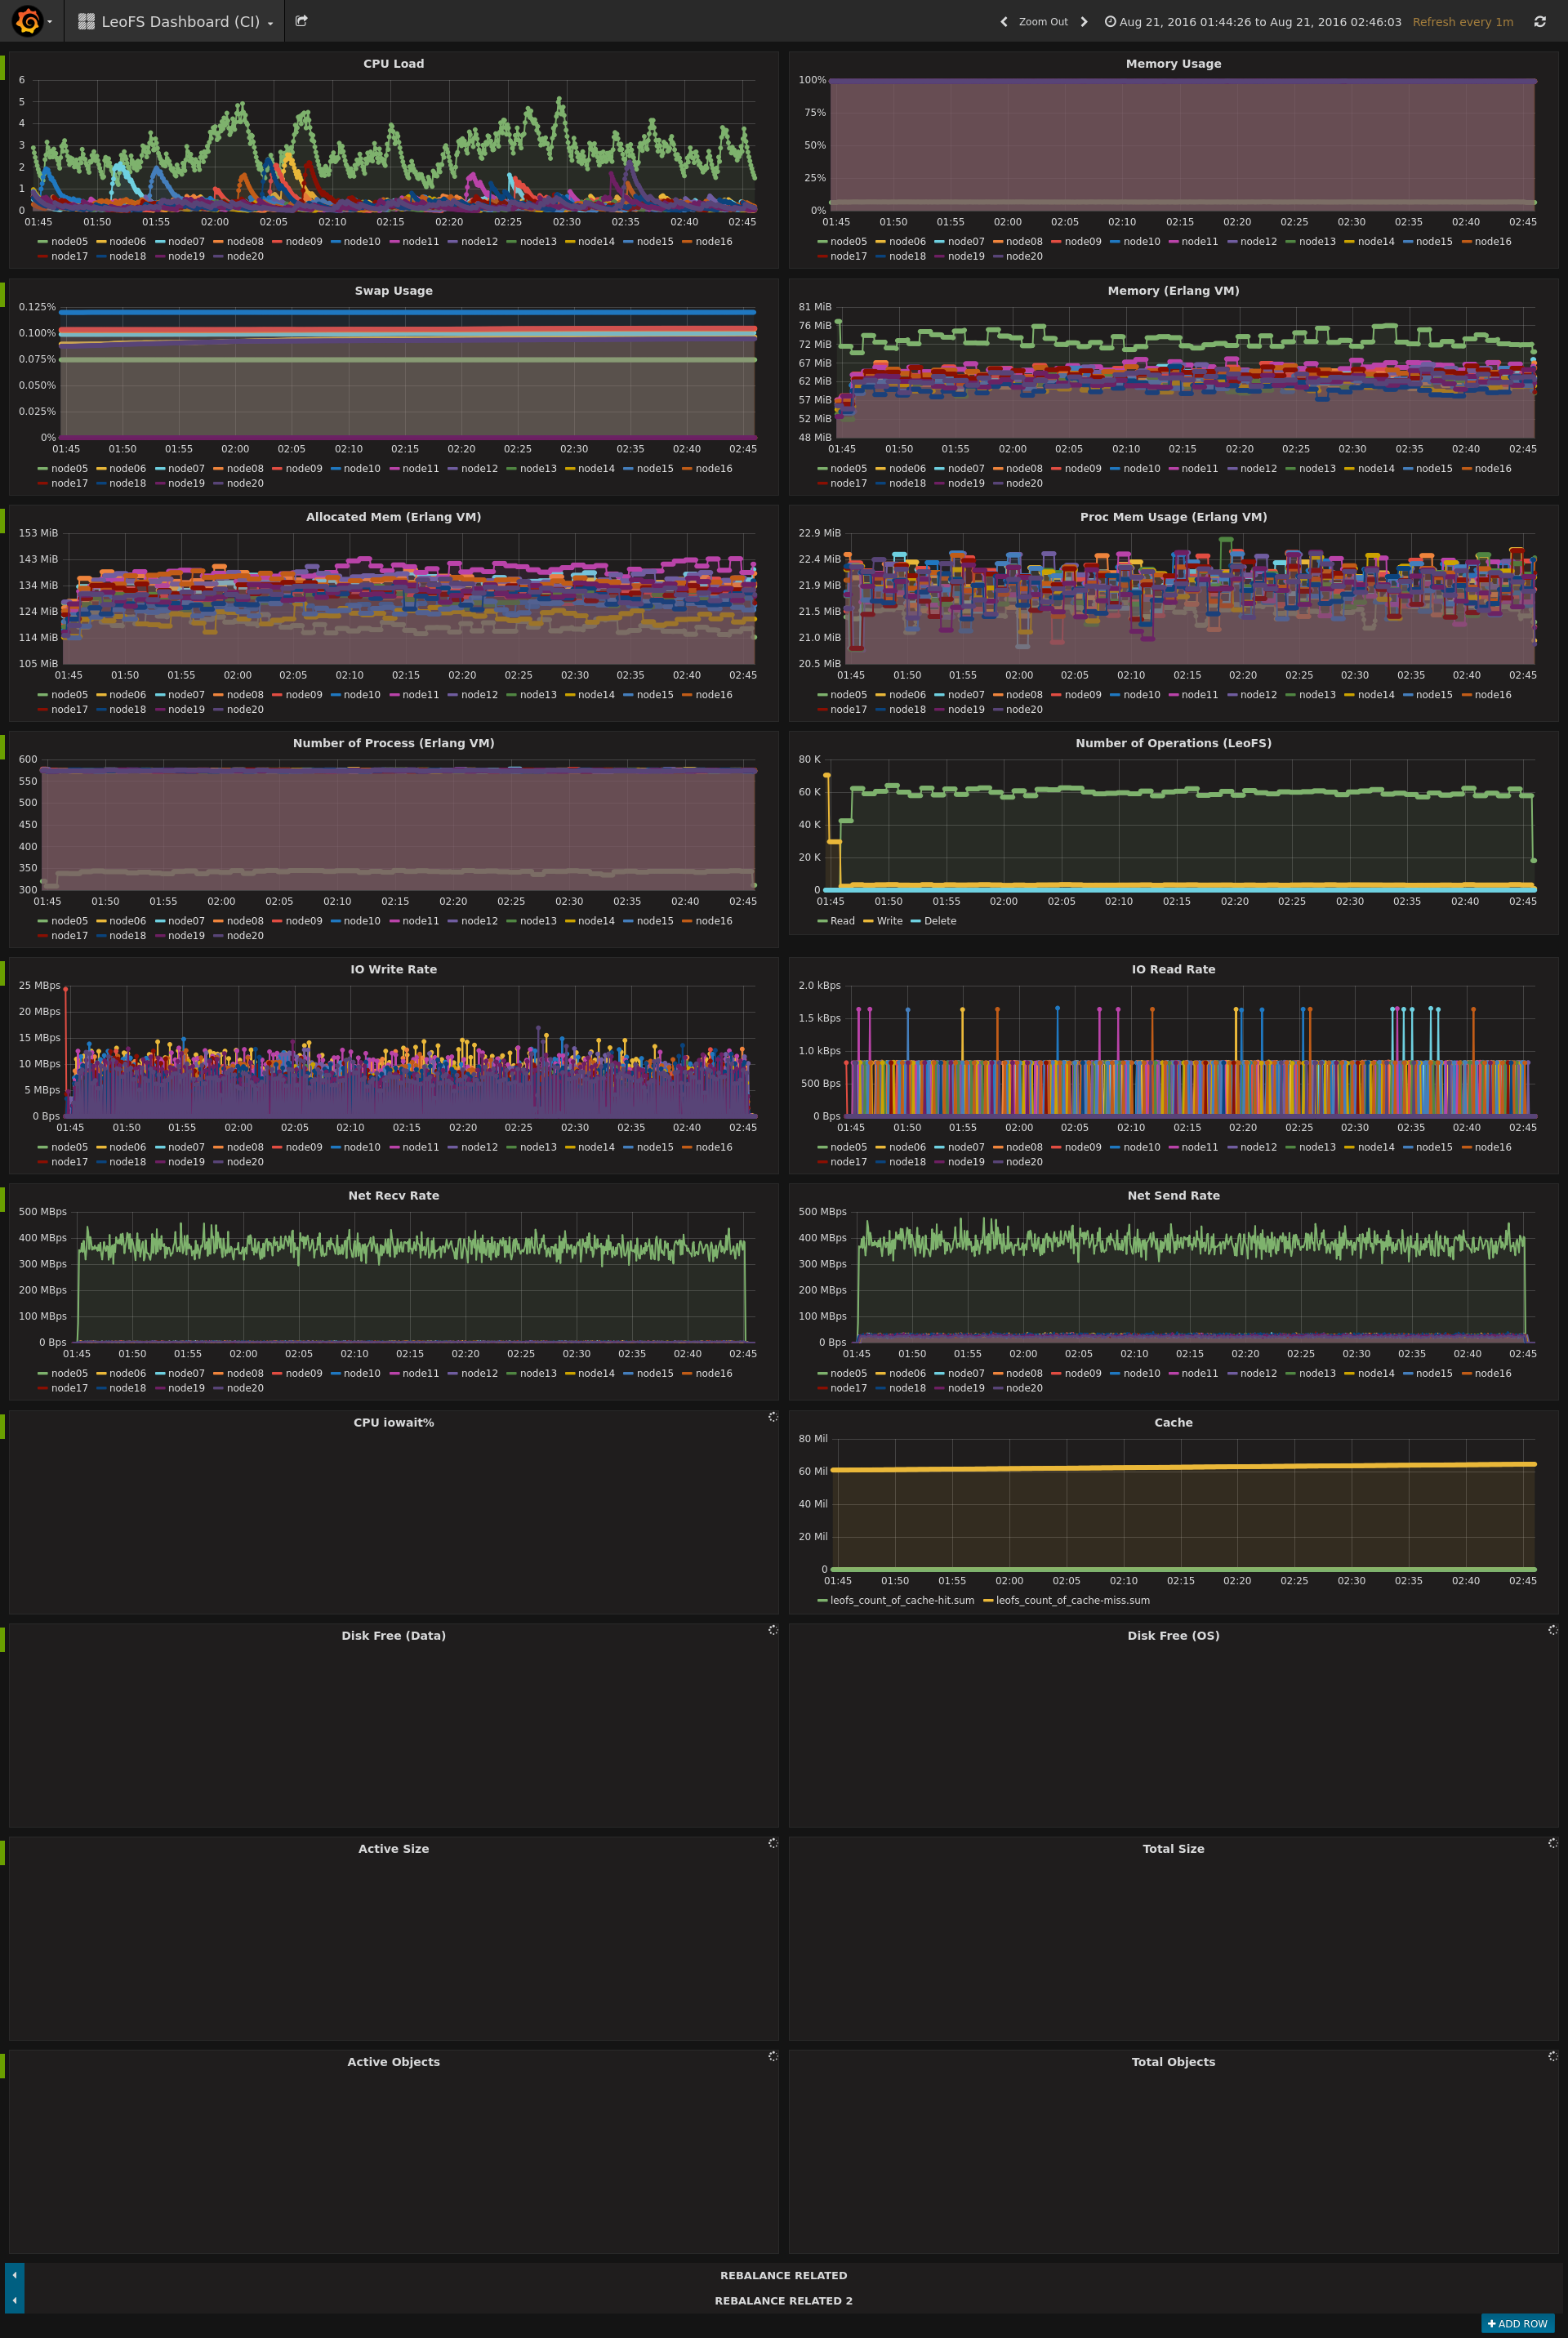 LeoFS Dashboard (CI)
Zoom Out
Aug 21, 2016 01:44:26 to Aug 21, 2016 02:46:03
Refresh every 1m
CPU Load
6
5
4
3
2
1
0
01:45 01:50 01:55 02:00 02:05 02:10 02:15 02:20 02:25 02:30 02:35 02:40 02:45
node05 node06 node07 node08 node09 node10 node11 node12 node13 node14 node15 node16
node17 node18 node19 node20
Memory Usage
100%
75%
50%
25%
0%
01:45 01:50 01:55 02:00 02:05 02:10 02:15 02:20 02:25 02:30 02:35 02:40 02:45
node05 node06 node07 node08 node09 node10 node11 node12 node13 node14 node15 node16
node17 node18 node19 node20
Swap Usage
0.125%
0.100%
0.075%
0.050%
0.025%
0%
01:45 01:50 01:55 02:00 02:05 02:10 02:15 02:20 02:25 02:30 02:35 02:40 02:45
node05 node06 node07 node08 node09 node10 node11 node12 node13 node14 node15 node16
node17 node18 node19 node20
Memory (Erlang VM)
81 MiB
76 MiB
72 MiB
67 MiB
62 MiB
57 MiB
52 MiB
48 MiB
01:45 01:50 01:55 02:00 02:05 02:10 02:15 02:20 02:25 02:30 02:35 02:40 02:45
node05 node06 node07 node08 node09 node10 node11 node12 node13 node14 node15 node16
node17 node18 node19 node20
Allocated Mem (Erlang VM)
153 MiB
143 MiB
134 MiB
124 MiB
114 MiB
105 MiB
01:45 01:50 01:55 02:00 02:05 02:10 02:15 02:20 02:25 02:30 02:35 02:40 02:45
node05 node06 node07 node08 node09 node10 node11 node12 node13 node14 node15 node16
node17 node18 node19 node20
Proc Mem Usage (Erlang VM)
22.9 MiB
22.4 MiB
21.9 MiB
21.5 MiB
21.0 MiB
20.5 MiB
01:45 01:50 01:55 02:00 02:05 02:10 02:15 02:20 02:25 02:30 02:35 02:40 02:45
node05 node06 node07 node08 node09 node10 node11 node12 node13 node14 node15 node16
node17 node18 node19 node20
Number of Process (Erlang VM)
600
550
500
450
400
350
300
01:45 01:50 01:55 02:00 02:05 02:10 02:15 02:20 02:25 02:30 02:35 02:40 02:45
node05 node06 node07 node08 node09 node10 node11 node12 node13 node14 node15 node16
node17 node18 node19 node20
Number of Operations (LeoFS)
80 K
60 K
40 K
20 K
0
01:45 01:50 01:55 02:00 02:05 02:10 02:15 02:20 02:25 02:30 02:35 02:40 02:45
Read Write Delete
IO Write Rate
25 MBps
20 MBps
15 MBps
10 MBps
5 MBps
0 Bps
01:45 01:50 01:55 02:00 02:05 02:10 02:15 02:20 02:25 02:30 02:35 02:40 02:45
node05 node06 node07 node08 node09 node10 node11 node12 node13 node14 node15 node16
node17 node18 node19 node20
IO Read Rate
2.0 kBps
1.5 kBps
1.0 kBps
500 Bps
0 Bps
01:45 01:50 01:55 02:00 02:05 02:10 02:15 02:20 02:25 02:30 02:35 02:40 02:45
node05 node06 node07 node08 node09 node10 node11 node12 node13 node14 node15 node16
node17 node18 node19 node20
Net Recv Rate
500 MBps
400 MBps
300 MBps
200 MBps
100 MBps
0 Bps
01:45 01:50 01:55 02:00 02:05 02:10 02:15 02:20 02:25 02:30 02:35 02:40 02:45
node05 node06 node07 node08 node09 node10 node11 node12 node13 node14 node15 node16
node17 node18 node19 node20
Net Send Rate
500 MBps
400 MBps
300 MBps
200 MBps
100 MBps
0 Bps
01:45 01:50 01:55 02:00 02:05 02:10 02:15 02:20 02:25 02:30 02:35 02:40 02:45
node05 node06 node07 node08 node09 node10 node11 node12 node13 node14 node15 node16
node17 node18 node19 node20
CPU iowait%
Cache
80 Mil
60 Mil
40 Mil
20 Mil
0
01:45 01:50 01:55 02:00 02:05 02:10 02:15 02:20 02:25 02:30 02:35 02:40 02:45
leofs_count_of_cache-hit.sum leofs_count_of_cache-miss.sum
Disk Free (Data)
Disk Free (OS)
Active Size
Total Size
Active Objects
Total Objects
REBALANCE RELATED
REBALANCE RELATED 2
ADD ROW